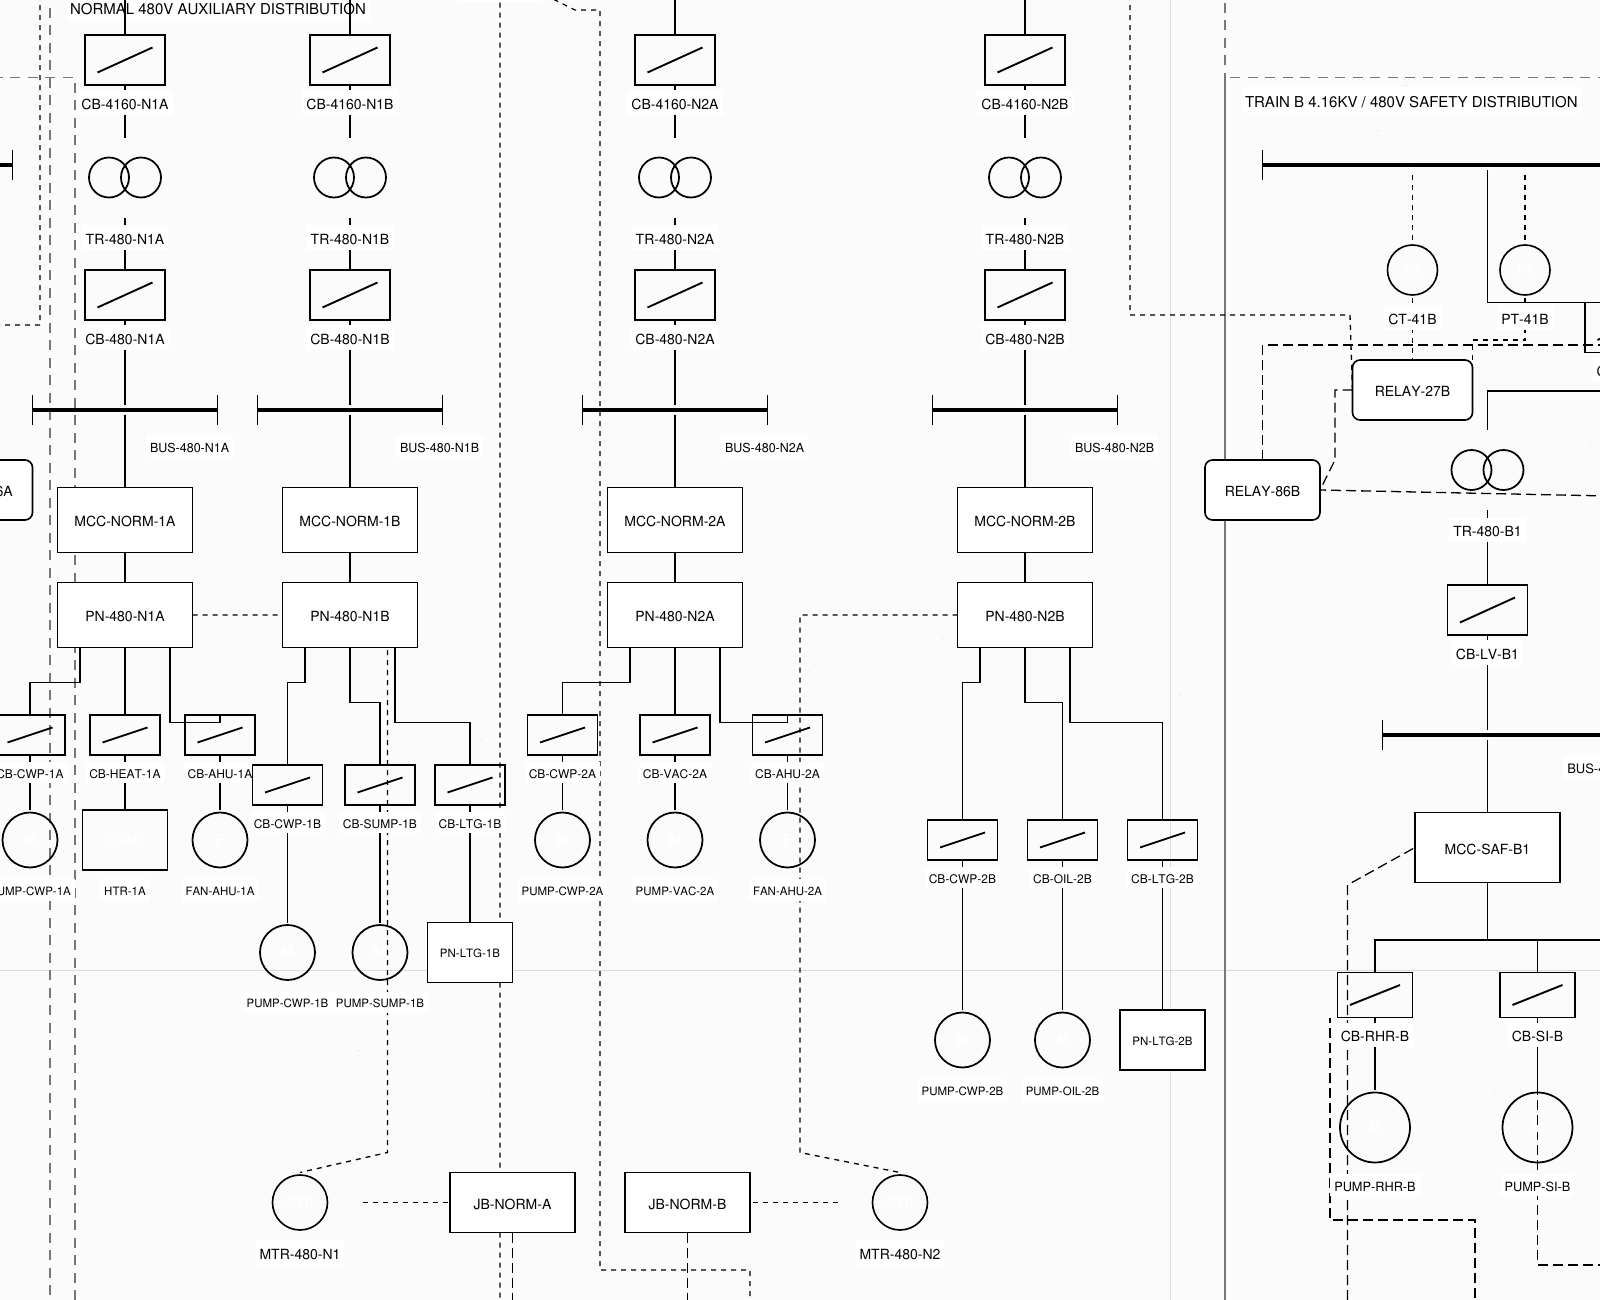 NORMAL 480V AUXILIARY DISTRIBUTION
CB-4160-N1A
CB-4160-N1B
CB-4160-N2A
CB-4160-N2B
TRAIN B 4.16KV / 480V SAFETY DISTRIBUTION
TR-480-N1A
TR-480-N1B
TR-480-N2A
TR-480-N2B
CT-41B
PT-41B
CB-480-N1A
CB-480-N1B
CB-480-N2A
CB-480-N2B
RELAY-27B
BUS-480-N1A
BUS-480-N1B
BUS-480-N2A
BUS-480-N2B
6A
RELAY-86B
MCC-NORM-1A
MCC-NORM-1B
MCC-NORM-2A
MCC-NORM-2B
TR-480-B1
PN-480-N1A
PN-480-N1B
PN-480-N2A
PN-480-N2B
CB-LV-B1
CB-CWP-1A
CB-HEAT-1A
CB-AHU-1A
CB-CWP-2A
CB-VAC-2A
CB-AHU-2A
BUS-
CB-CWP-1B
CB-SUMP-1B
CB-LTG-1B
MCC-SAF-B1
CB-CWP-2B
CB-OIL-2B
CB-LTG-2B
UMP-CWP-1A
HTR-1A
FAN-AHU-1A
PUMP-CWP-2A
PUMP-VAC-2A
FAN-AHU-2A
PN-LTG-1B
PUMP-CWP-1B
PUMP-SUMP-1B
CB-RHR-B
CB-SI-B
PN-LTG-2B
PUMP-CWP-2B
PUMP-OIL-2B
PUMP-RHR-B
PUMP-SI-B
JB-NORM-A
JB-NORM-B
MTR-480-N1
MTR-480-N2